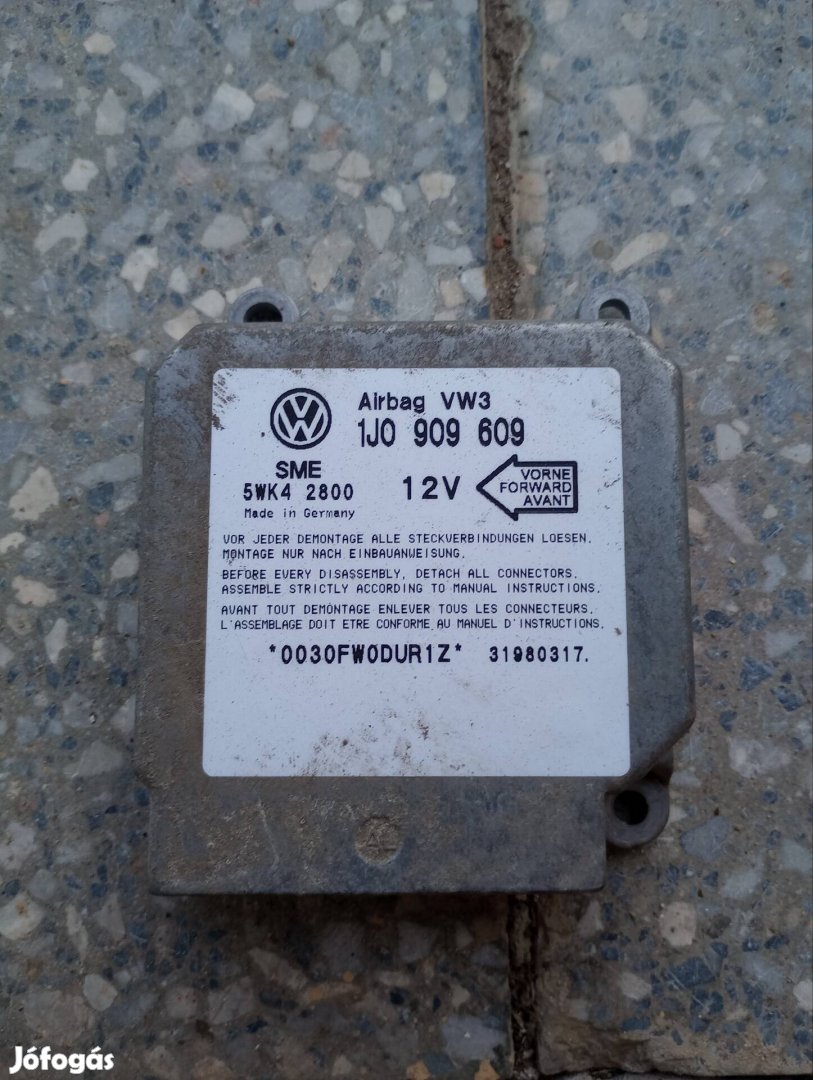 Airbag VW3
1J0 909 609
SME
5WK4 2800
12V
VORNE
FORWARD
AVANT
Made in Germany
VOR JEDER DEMONTAGE ALLE STECKVERBINDUNGEN LOESEN.
MONTAGE NUR NACH EINBAUANWEISUNG.
BEFORE EVERY DISASSEMBLY, DETACH ALL CONNECTORS.
ASSEMBLE STRICTLY ACCORDING TO MANUAL INSTRUCTIONS.
AVANT TOUT DEMONTAGE ENLEVER TOUS LES CONNECTEURS.
L'ASSEMBLAGE DOIT ETRE CONFORME AU MANUEL D'INSTRUCTIONS.
*0030FW0DUR1Z* 31980317.
Jófogás